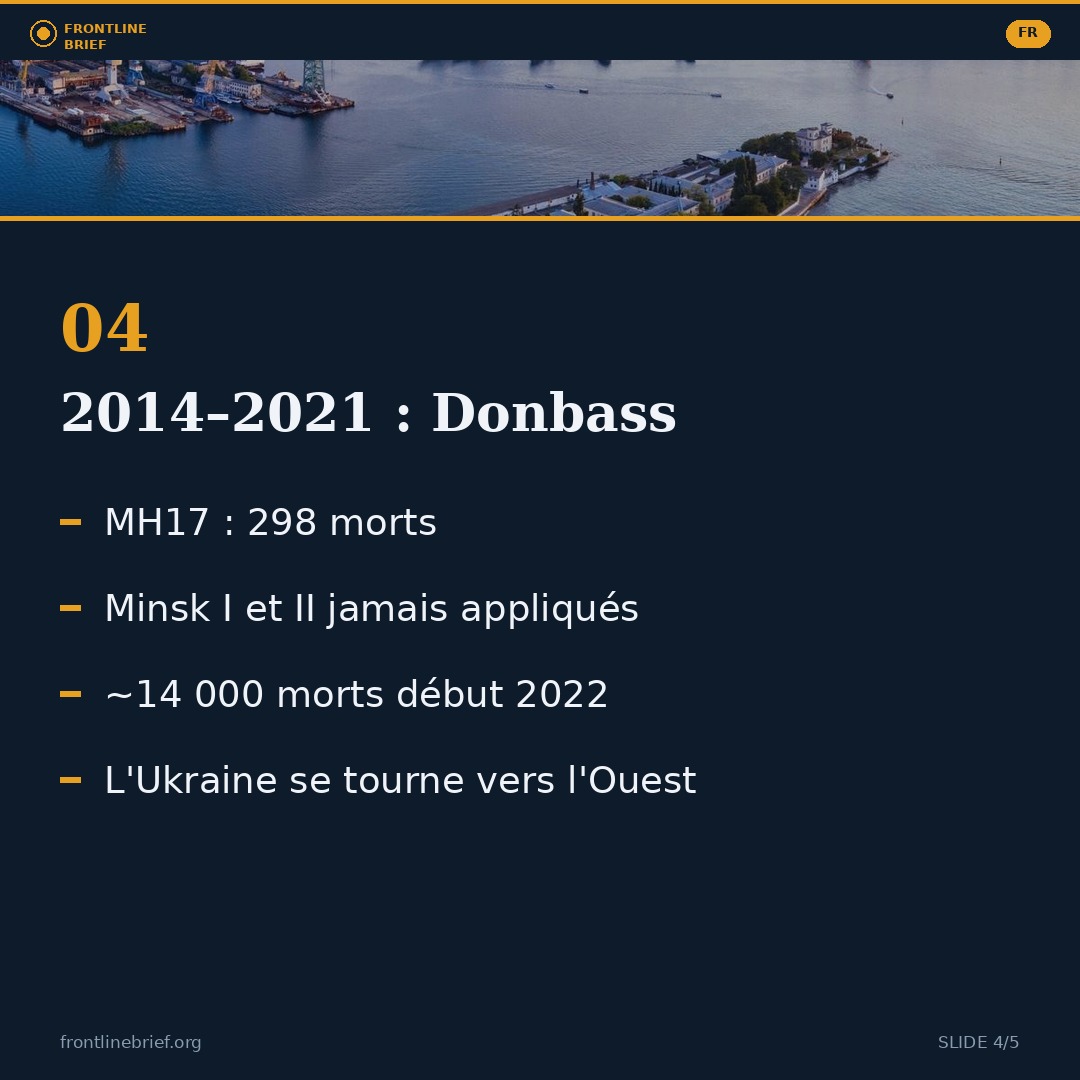 FRONTLINE
BRIEF
FR
04
2014–2021 : Donbass
MH17 : 298 morts
Minsk I et II jamais appliqués
~14 000 morts début 2022
L'Ukraine se tourne vers l'Ouest
frontlinebrief.org
SLIDE 4/5